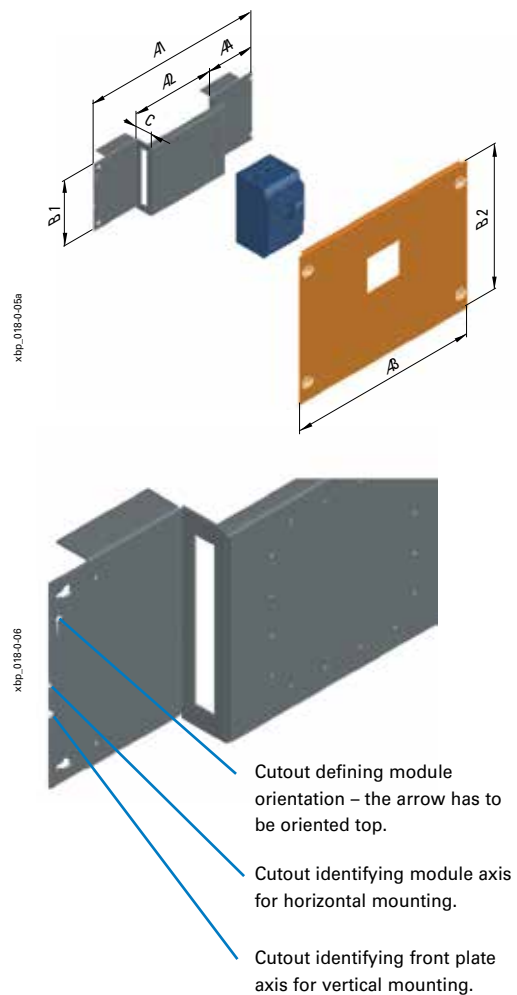 A1
A4
A2
C
B1
B2
A3
xbp_018-0-05a
xbp_018-0-06
Cutout defining module
orientation – the arrow has to
be oriented top.
Cutout identifying module axis
for horizontal mounting.
Cutout identifying front plate
axis for vertical mounting.